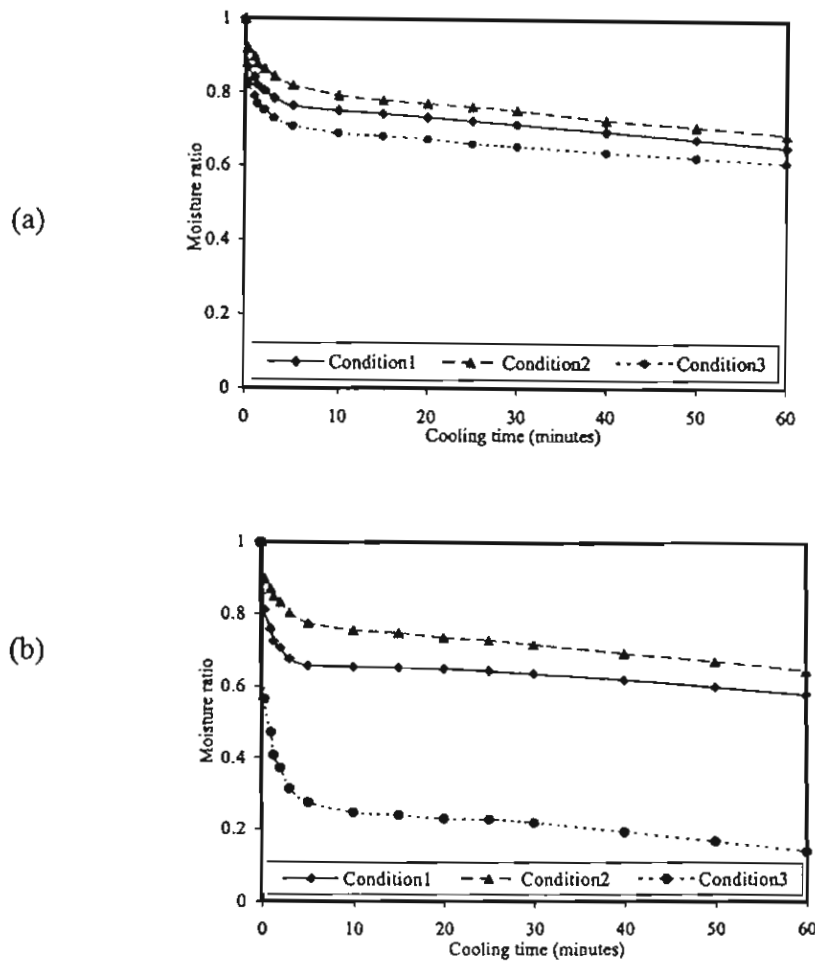 (a)
Moisture ratio
1
0.8
0.6
0.4
0.2
0
Condition1 Condition2 Condition3
0 10 20 30 40 50 60
Cooling time (minutes)
(b)
Moisture ratio
1
0.8
0.6
0.4
0.2
0
Condition1 Condition2 Condition3
0 10 20 30 40 50 60
Cooling time (minutes)